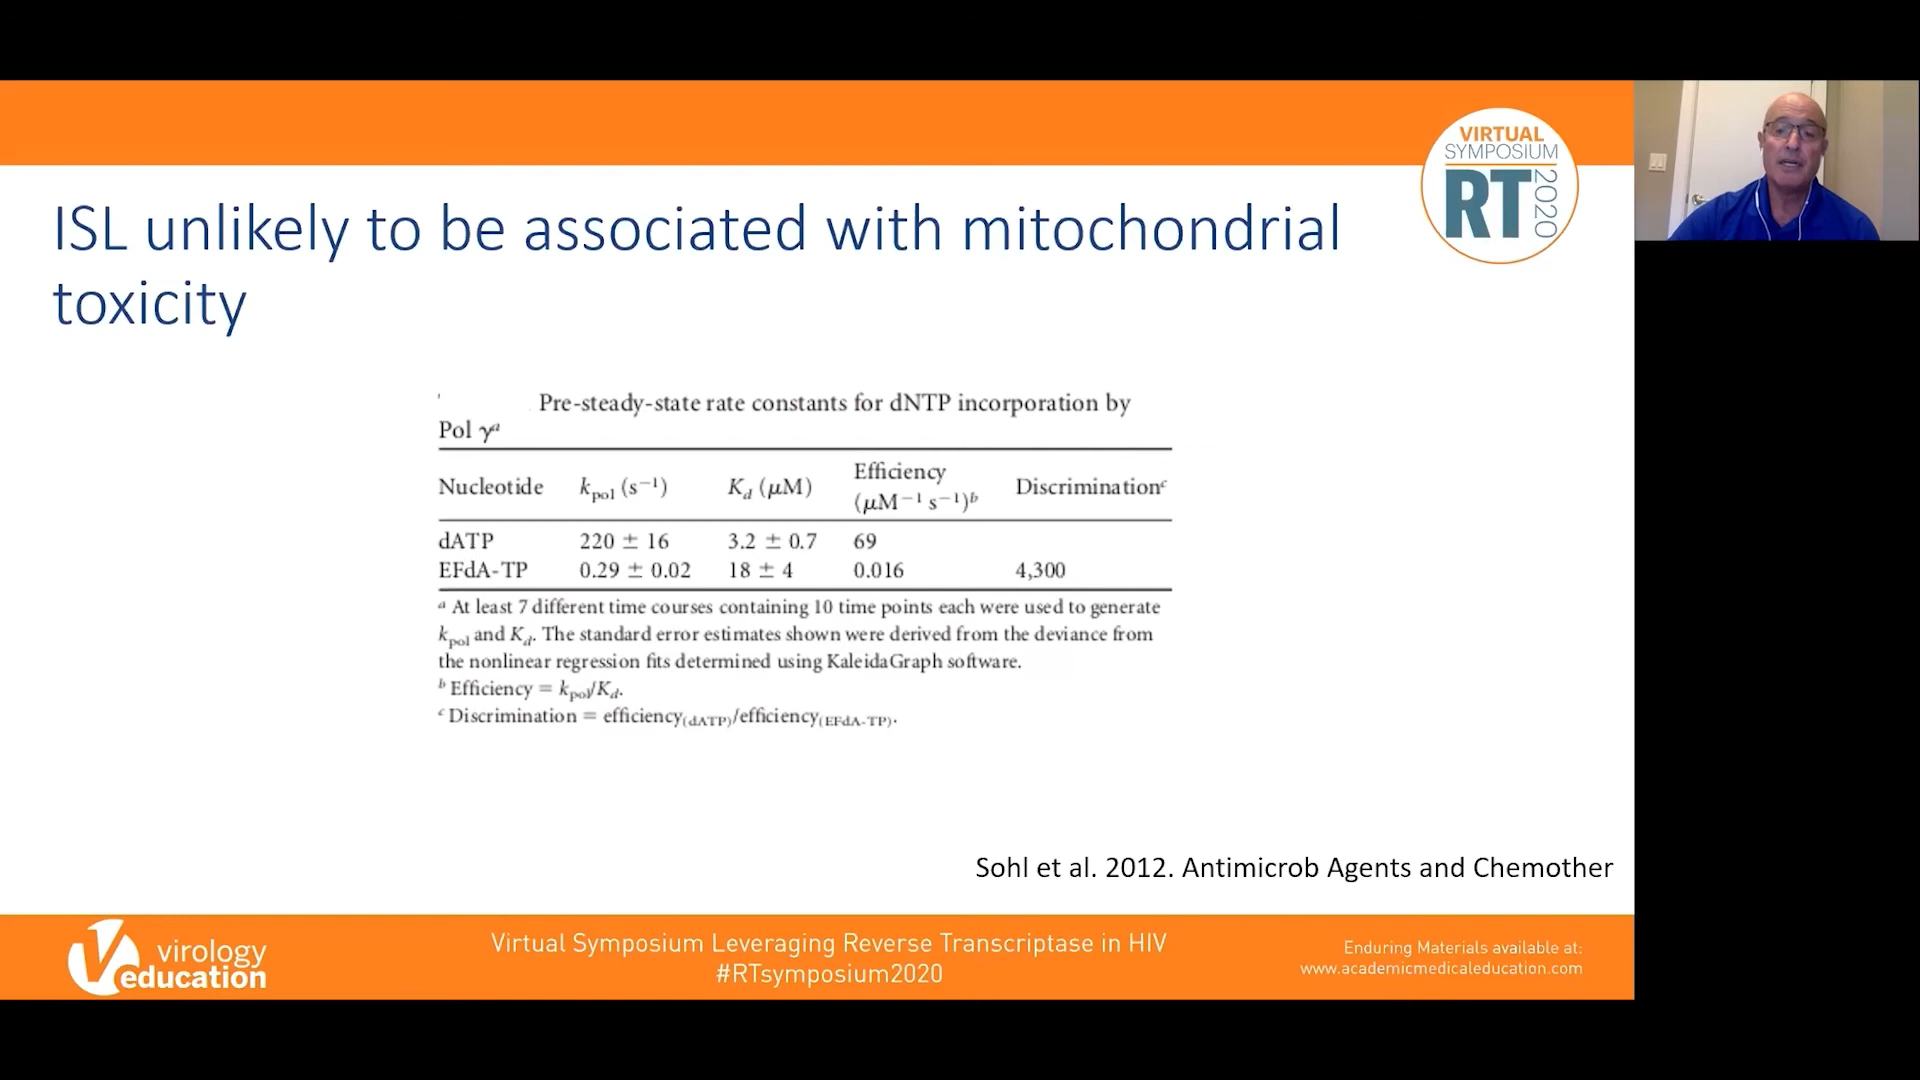 VIRTUAL
SYMPOSIUM
RT 2020
ISL unlikely to be associated with mitochondrial
toxicity
Pre-steady-state rate constants for dNTP incorporation by
Pol γᵃ
Nucleotide kpol (s⁻¹) Kd (μM) Efficiency (μM⁻¹ s⁻¹)ᵇ Discriminationᶜ
dATP 220 ± 16 3.2 ± 0.7 69
EFdA-TP 0.29 ± 0.02 18 ± 4 0.016 4,300
ᵃ At least 7 different time courses containing 10 time points each were used to generate
kpol and Kd. The standard error estimates shown were derived from the deviance from
the nonlinear regression fits determined using KaleidaGraph software.
ᵇ Efficiency = kpol/Kd.
ᶜ Discrimination = efficiency(dATP)/efficiency(EFdA-TP).
Sohl et al. 2012. Antimicrob Agents and Chemother
virology
education
Virtual Symposium Leveraging Reverse Transcriptase in HIV
#RTsymposium2020
Enduring Materials available at:
www.academicmedicaleducation.com